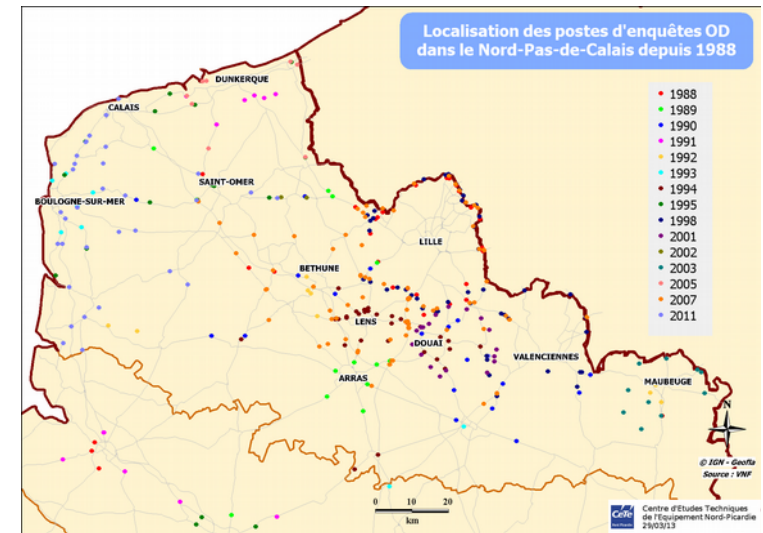 Localisation des postes d'enquêtes OD
dans le Nord-Pas-de-Calais depuis 1988
DUNKERQUE
CALAIS
SAINT-OMER
BOULOGNE-SUR-MER
LILLE
BETHUNE
LENS
DOUAI
VALENCIENNES
MAUBEUGE
ARRAS
1988
1989
1990
1991
1992
1993
1994
1995
1998
2001
2002
2003
2005
2007
2011
N
© IGN - Geofla
Source : VNF
0 10 20
km
CeTe
Nord-Picardie
Centre d'Etudes Techniques
de l'Equipement Nord-Picardie
29/03/13